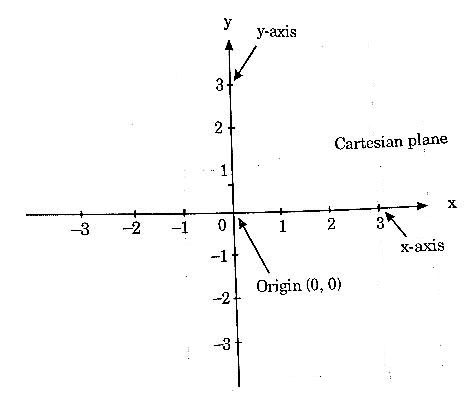 y
y-axis
3
2
Cartesian plane
1
x
-3 -2 -1 0 1 2 3
x-axis
-1
Origin (0, 0)
-2
-3